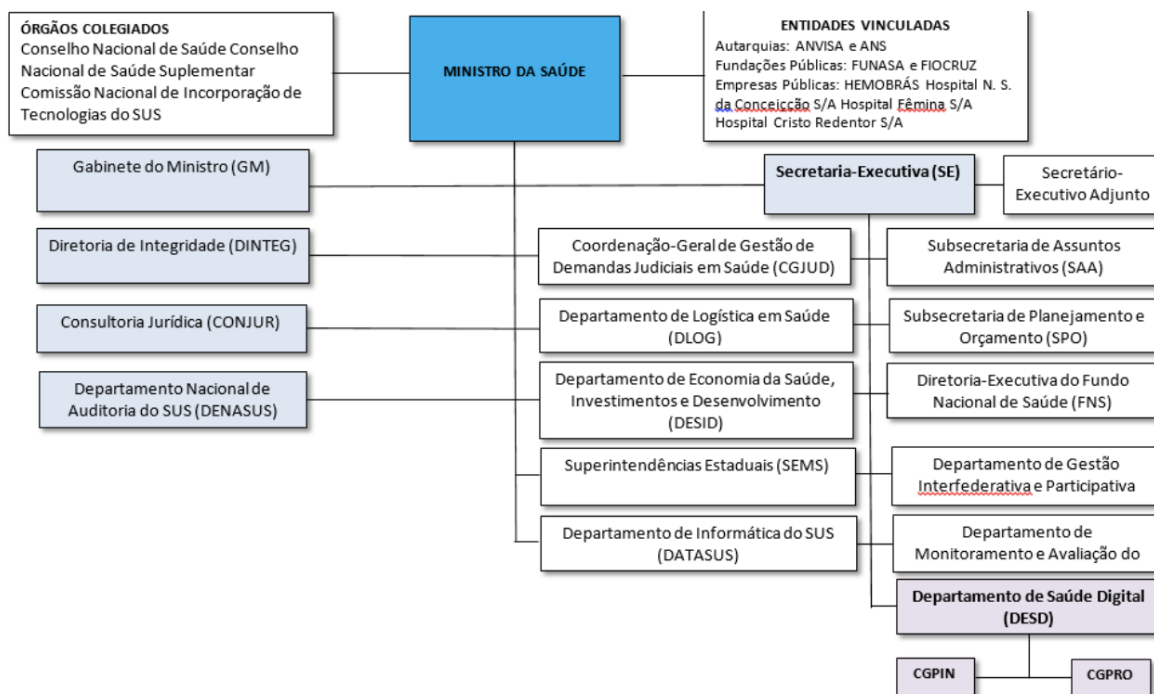 ÓRGÃOS COLEGIADOS
Conselho Nacional de Saúde Conselho
Nacional de Saúde Suplementar
Comissão Nacional de Incorporação de
Tecnologias do SUS
MINISTRO DA SAÚDE
ENTIDADES VINCULADAS
Autarquias: ANVISA e ANS
Fundações Públicas: FUNASA e FIOCRUZ
Empresas Públicas: HEMOBRÁS Hospital N. S.
da Conceicção S/A Hospital Fêmina S/A
Hospital Cristo Redentor S/A
Gabinete do Ministro (GM)
Secretaria-Executiva (SE)
Secretário-
Executivo Adjunto
Diretoria de Integridade (DINTEG)
Coordenação-Geral de Gestão de
Demandas Judiciais em Saúde (CGJUD)
Subsecretaria de Assuntos
Administrativos (SAA)
Consultoria Jurídica (CONJUR)
Departamento de Logística em Saúde
(DLOG)
Subsecretaria de Planejamento e
Orçamento (SPO)
Departamento Nacional de
Auditoria do SUS (DENASUS)
Departamento de Economia da Saúde,
Investimentos e Desenvolvimento
(DESID)
Diretoria-Executiva do Fundo
Nacional de Saúde (FNS)
Superintendências Estaduais (SEMS)
Departamento de Gestão
Interfederativa e Participativa
Departamento de Informática do SUS
(DATASUS)
Departamento de
Monitoramento e Avaliação do
Departamento de Saúde Digital
(DESD)
CGPIN
CGPRO